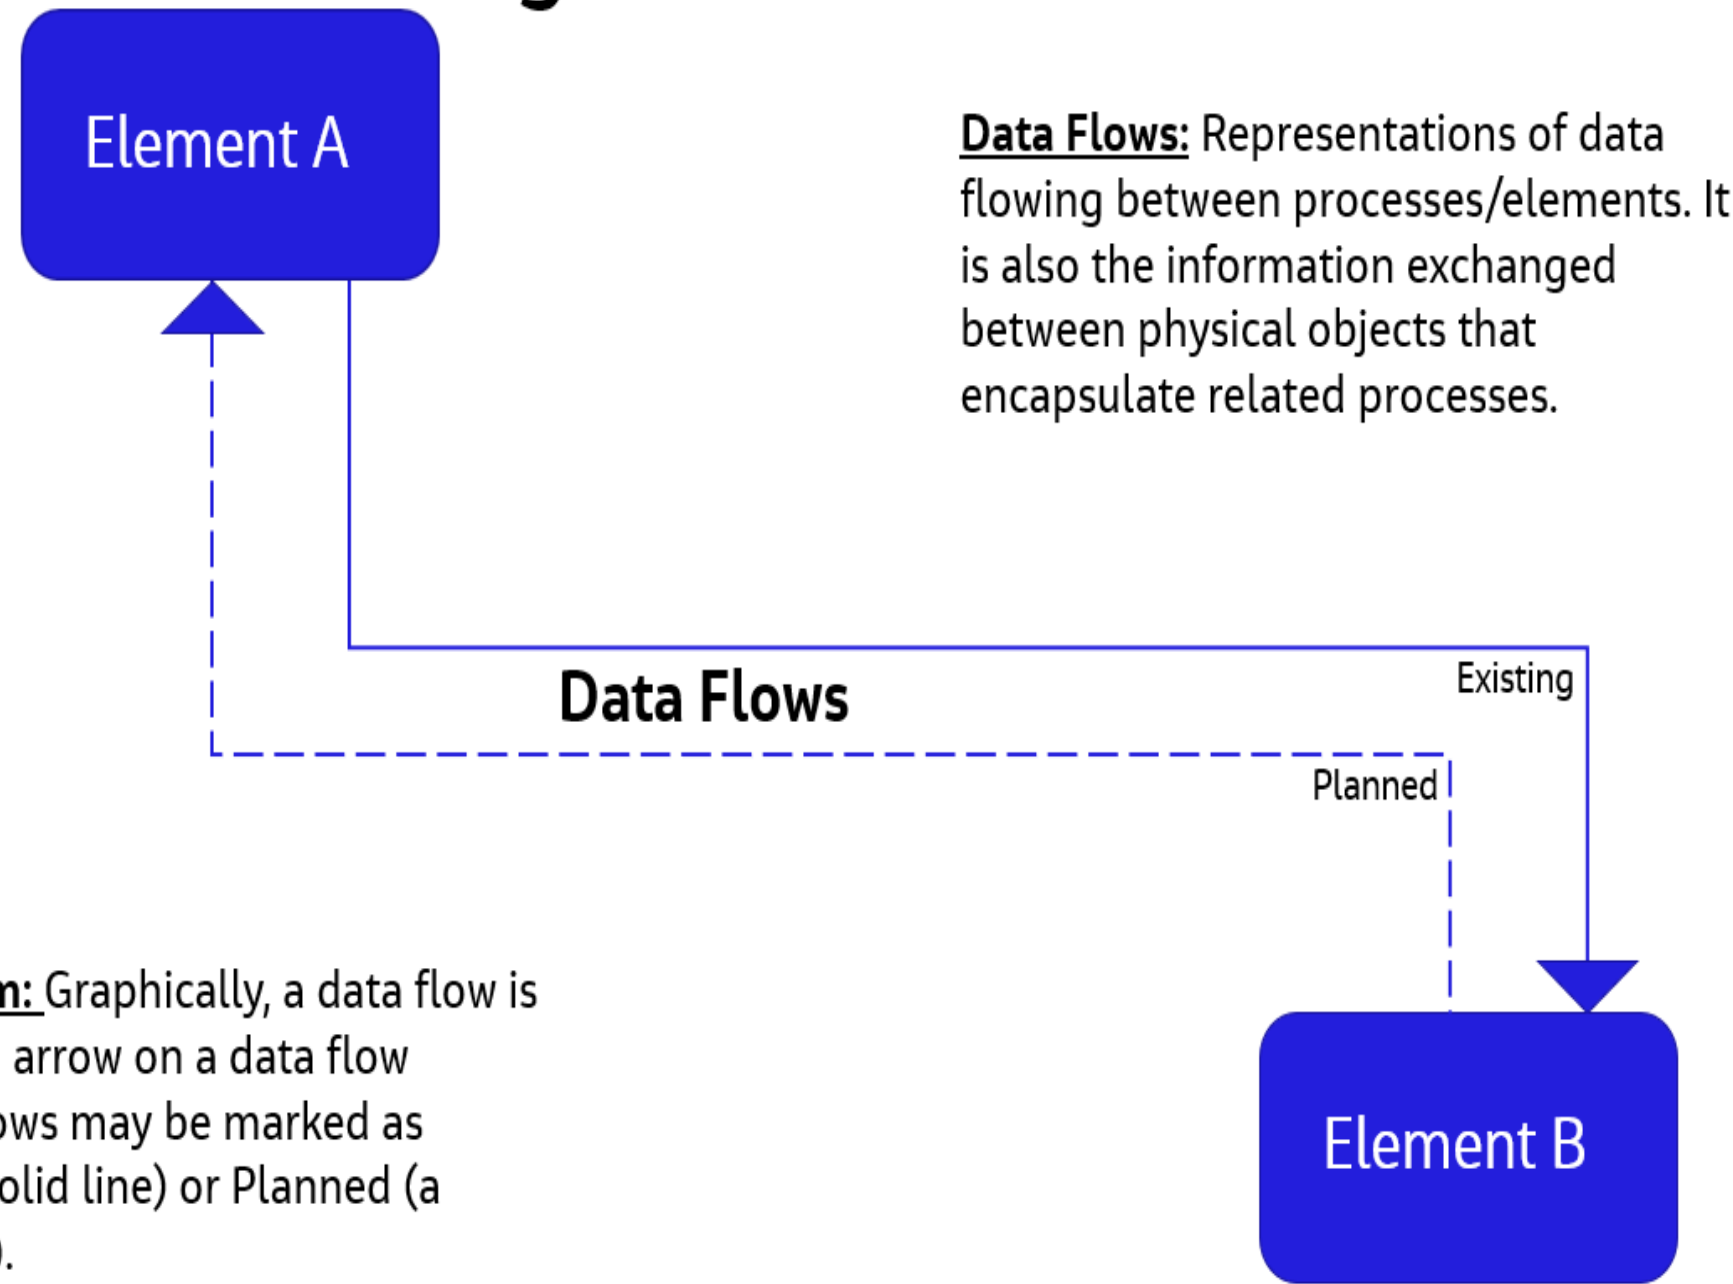 Element A
Data Flows: Representations of data
flowing between processes/elements. It
is also the information exchanged
between physical objects that
encapsulate related processes.
Existing
Data Flows
Planned
Graphically, a data flow is
arrow on a data flow
may be marked as
line) or Planned (a
Element B